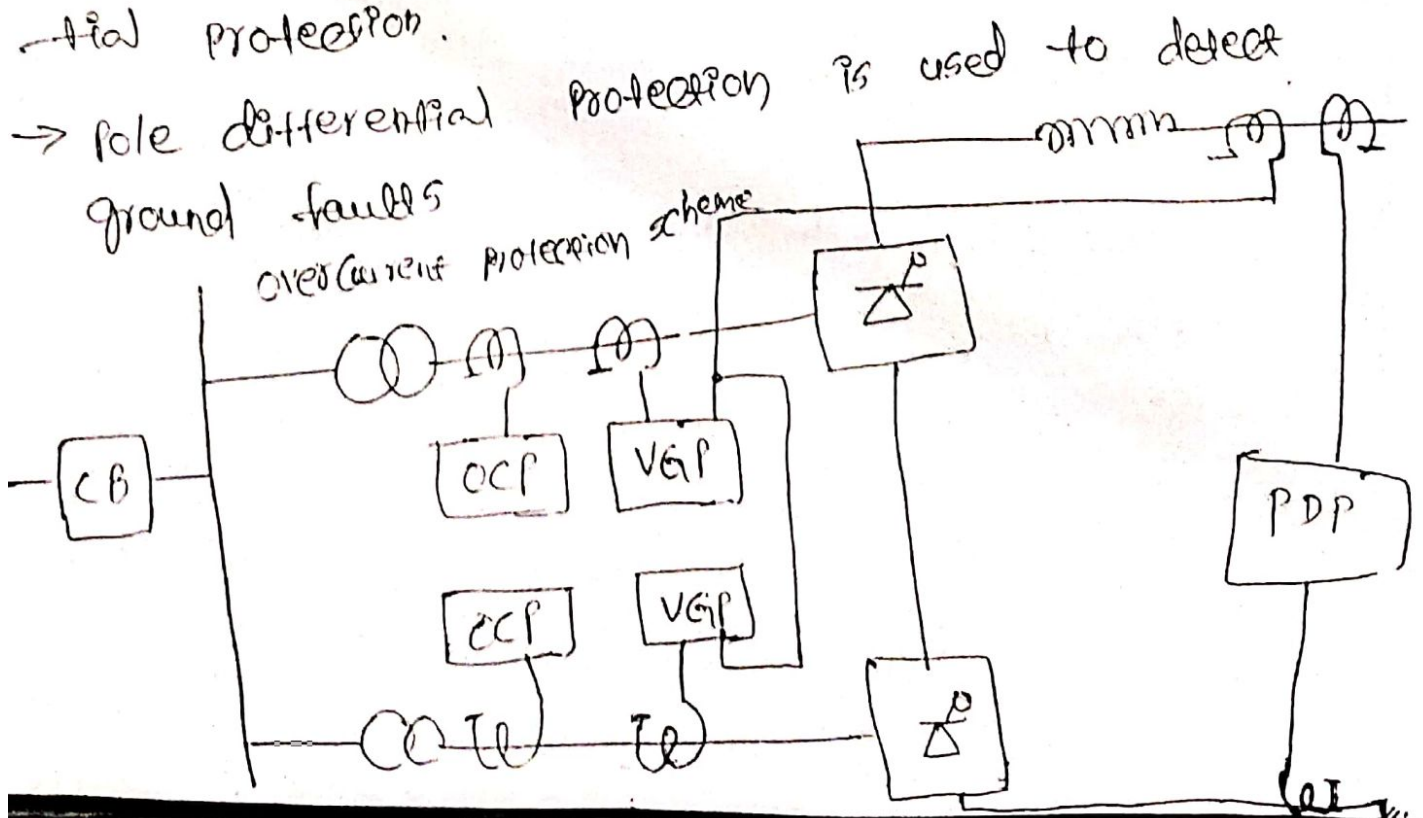 -tial protection.
→ Pole differential protection is used to detect
ground faults
overcurrent protection scheme
CB
OCP
VGP
PDP
OCP
VGP